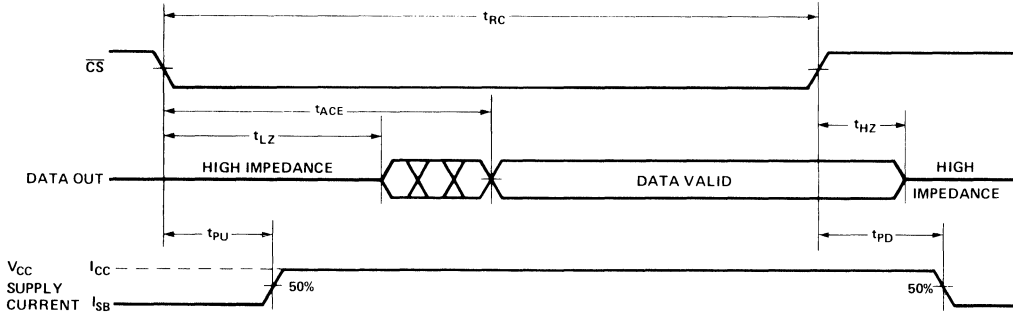 tRC
CS
tACE
tLZ
tHZ
DATA OUT
HIGH IMPEDANCE
DATA VALID
HIGH
IMPEDANCE
tPU
tPD
VCC
SUPPLY
CURRENT
ICC
ISB
50%
50%